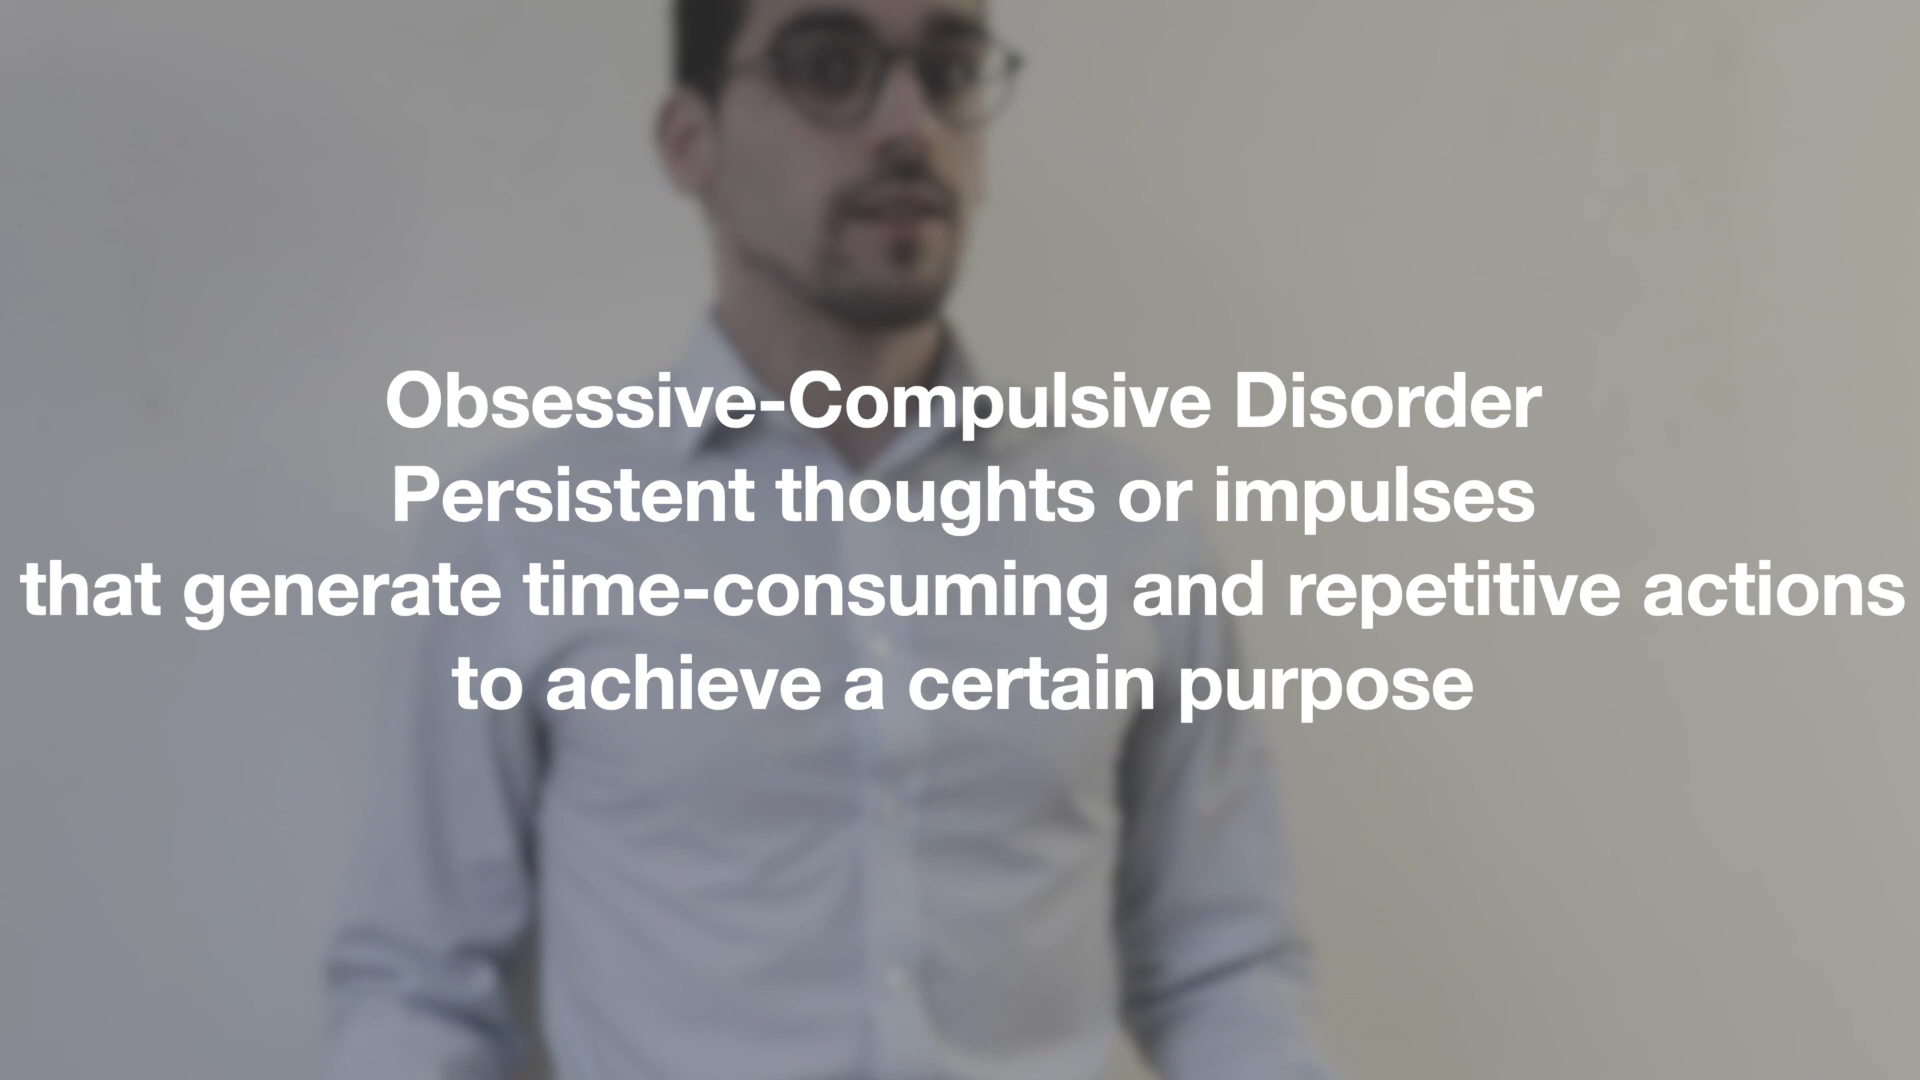 Obsessive-Compulsive Disorder
Persistent thoughts or impulses
that generate time-consuming and repetitive actions
to achieve a certain purpose